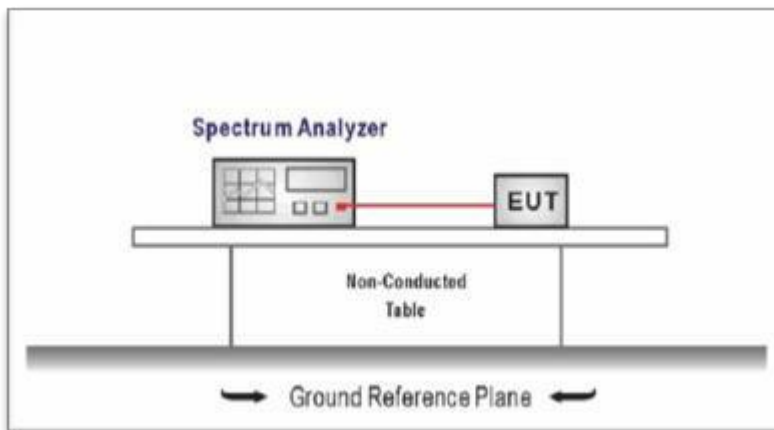 Spectrum Analyzer
EUT
Non-Conducted
Table
Ground Reference Plane